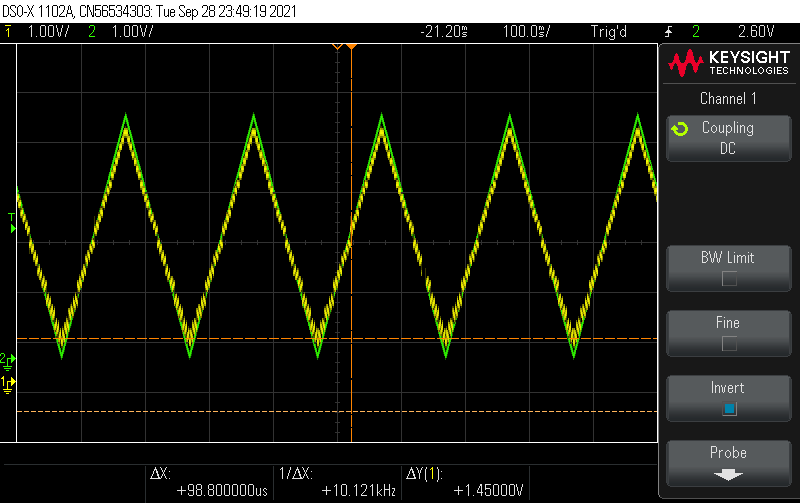 DSO-X 1102A, CN56534303: Tue Sep 28 23:49:19 2021
1 1.00V/ 2 1.00V/ -21.20ms 100.0ms/ Trig'd 2 2.60V
KEYSIGHT
TECHNOLOGIES
Channel 1
Coupling
DC
BW Limit
Fine
Invert
Probe
T
2
1
ΔX:
+98.800000us
1/ΔX:
+10.121kHz
ΔY(1):
+1.45000V